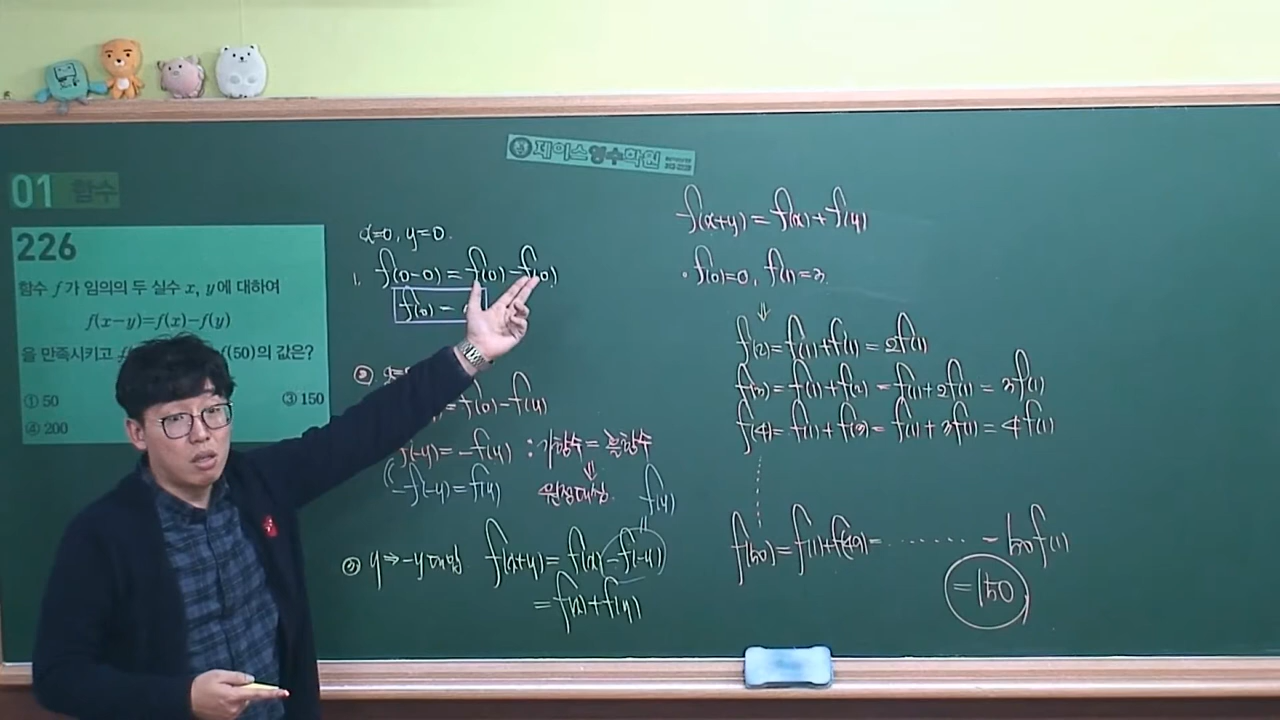 제이스영수학원
01 함수
226
함수 f가 임의의 두 실수 x, y에 대하여
f(x-y)=f(x)-f(y)
을 만족시키고 f(50)의 값은?
① 50 ③ 150
④ 200
x=0, y=0.
1. f(0-0) = f(0)-f(0)
f(0) =
②
=f(0)-f(y)
f(-y)= -f(y) : 기함수 = 홀함수
⇓
-f(-y)=f(y) 원점대칭. f(y)
③ y⇒-y 대입 f(x+y)= f(x)-f(-y)
=f(x)+f(y)
f(x+y)= f(x)+f(y)
· f(0)=0, f(1)=3
⇓
f(2)= f(1)+f(1) = 2f(1)
f(3)= f(1)+f(2) = f(1)+2f(1) = 3f(1)
f(4)= f(1)+f(3)= f(1)+3f(1)=4f(1)
f(50)= f(1)+f(49)= ········ = 50f(1)
=150